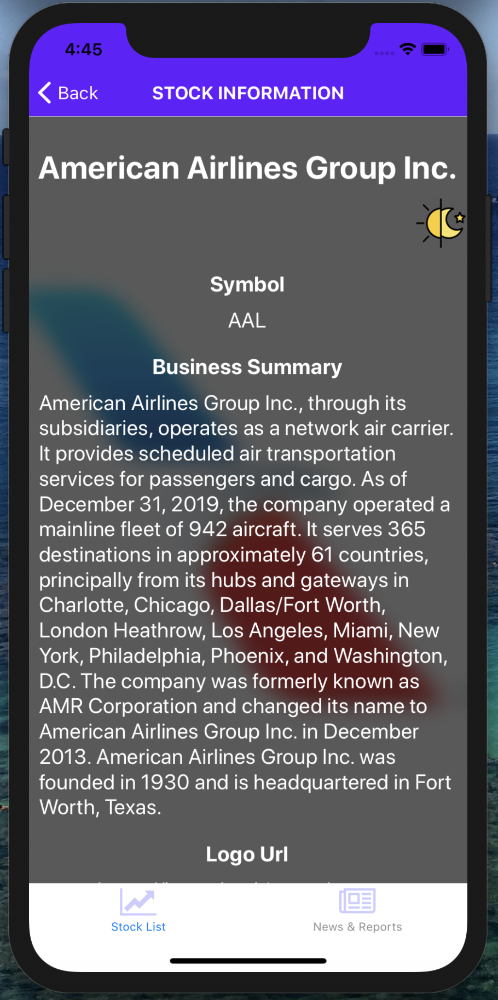 4:45
Back
STOCK INFORMATION
American Airlines Group Inc.
Symbol
AAL
Business Summary
American Airlines Group Inc., through its
subsidiaries, operates as a network air carrier.
It provides scheduled air transportation
services for passengers and cargo. As of
December 31, 2019, the company operated a
mainline fleet of 942 aircraft. It serves 365
destinations in approximately 61 countries,
principally from its hubs and gateways in
Charlotte, Chicago, Dallas/Fort Worth,
London Heathrow, Los Angeles, Miami, New
York, Philadelphia, Phoenix, and Washington,
D.C. The company was formerly known as
AMR Corporation and changed its name to
American Airlines Group Inc. in December
2013. American Airlines Group Inc. was
founded in 1930 and is headquartered in Fort
Worth, Texas.
Logo Url
Stock List
News & Reports